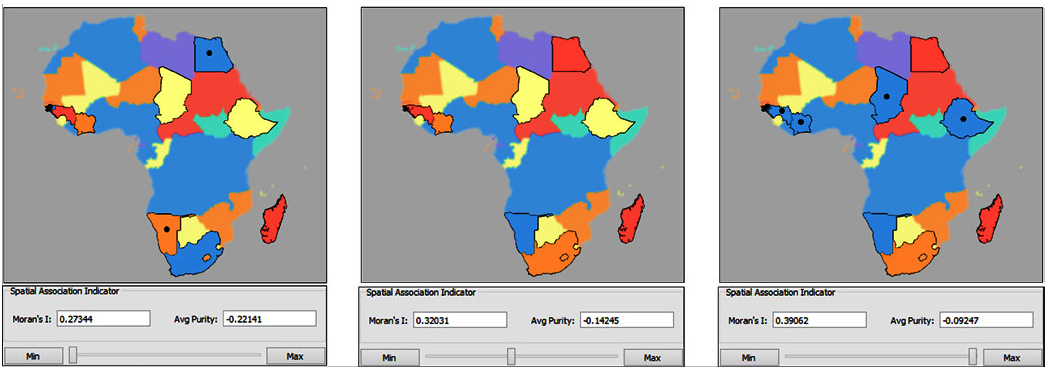 Spatial Association Indicator
Moran's I: 0.27344 Avg Purity: -0.22141
Min Max
Spatial Association Indicator
Moran's I: 0.32031 Avg Purity: -0.14245
Min Max
Spatial Association Indicator
Moran's I: 0.39062 Avg Purity: -0.09247
Min Max